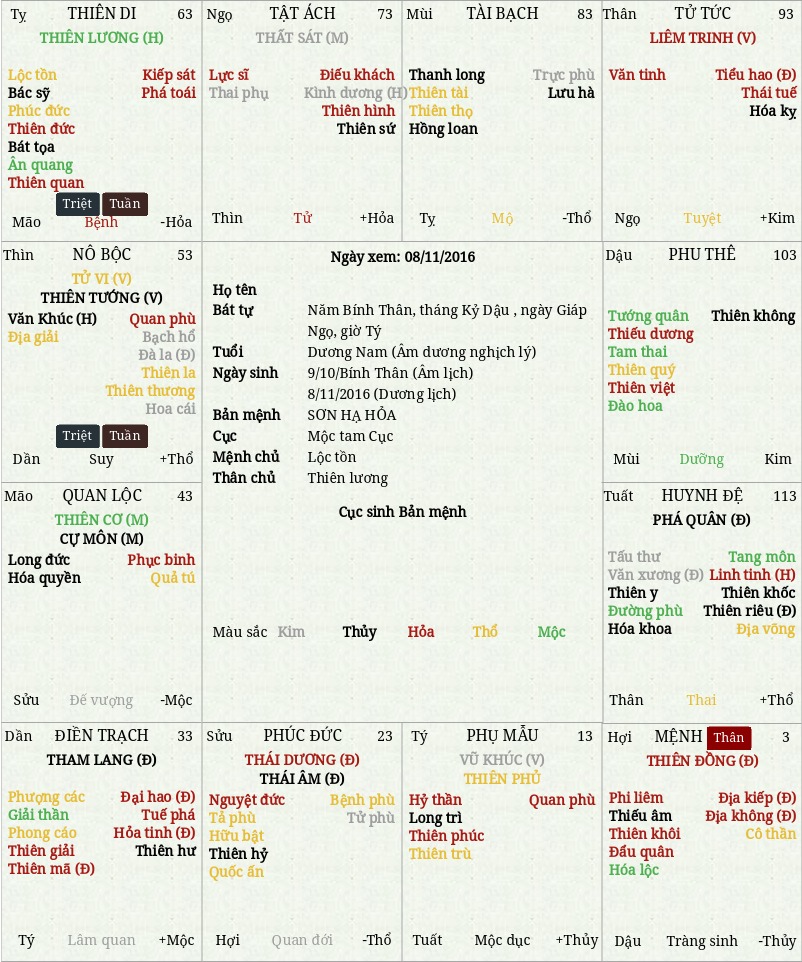 Tỵ THIÊN DI 63
THIÊN LƯƠNG (H)
Lộc tồn Kiếp sát
Bác sỹ Phá toái
Phúc đức
Thiên đức
Bát tọa
Ân quang
Thiên quan
Triệt Tuần
Mão Bệnh -Hỏa
Ngọ TẬT ÁCH 73
THẤT SÁT (M)
Lực sĩ Điếu khách
Thai phụ Kình dương (H)
Thiên hình
Thiên sứ
Thìn Tử +Hỏa
Mùi TÀI BẠCH 83
Thanh long Trực phù
Thiên tài Lưu hà
Thiên thọ
Hồng loan
Tỵ Mộ -Thổ
Thân TỬ TỨC 93
LIÊM TRINH (V)
Văn tinh Tiểu hao (Đ)
Thái tuế
Hóa kỵ
Ngọ Tuyệt +Kim
Thìn NÔ BỘC 53
TỬ VI (V)
THIÊN TƯỚNG (V)
Văn Khúc (H) Quan phù
Địa giải Bạch hổ
Đà la (Đ)
Thiên la
Thiên thương
Hoa cái
Triệt Tuần
Dần Suy +Thổ
Ngày xem: 08/11/2016
Họ tên
Bát tự Năm Bính Thân, tháng Kỷ Dậu , ngày Giáp
Ngọ, giờ Tý
Tuổi Dương Nam (Âm dương nghịch lý)
Ngày sinh 9/10/Bính Thân (Âm lịch)
8/11/2016 (Dương lịch)
Bản mệnh SƠN HẠ HỎA
Cục Mộc tam Cục
Mệnh chủ Lộc tồn
Thân chủ Thiên lương
Cục sinh Bản mệnh
Màu sắc Kim Thủy Hỏa Thổ Mộc
Dậu PHU THÊ 103
Tướng quân Thiên không
Thiếu dương
Tam thai
Thiên quý
Thiên việt
Đào hoa
Mùi Dưỡng Kim
Mão QUAN LỘC 43
THIÊN CƠ (M)
CỰ MÔN (M)
Long đức Phục binh
Hóa quyền Quả tú
Sửu Đế vượng -Mộc
Tuất HUYNH ĐỆ 113
PHÁ QUÂN (Đ)
Tấu thư Tang môn
Văn xương (Đ) Linh tinh (H)
Thiên y Thiên khốc
Đường phù Thiên riêu (Đ)
Hóa khoa Địa võng
Thân Thai +Thổ
Dần ĐIỀN TRẠCH 33
THAM LANG (Đ)
Phượng các Đại hao (Đ)
Giải thần Tuế phá
Phong cáo Hỏa tinh (Đ)
Thiên giải Thiên hư
Thiên mã (Đ)
Tý Lâm quan +Mộc
Sửu PHÚC ĐỨC 23
THÁI DƯƠNG (Đ)
THÁI ÂM (Đ)
Nguyệt đức Bệnh phù
Tả phù Tử phù
Hữu bật
Thiên hỷ
Quốc ấn
Hợi Quan đới -Thổ
Tý PHỤ MẪU 13
VŨ KHÚC (V)
THIÊN PHỦ
Hỷ thần Quan phù
Long trì
Thiên phúc
Thiên trù
Tuất Mộc dục +Thủy
Hợi MỆNH Thân 3
THIÊN ĐỒNG (Đ)
Phi liêm Địa kiếp (Đ)
Thiếu âm Địa không (Đ)
Thiên khôi Cô thần
Đẩu quân
Hóa lộc
Dậu Tràng sinh -Thủy